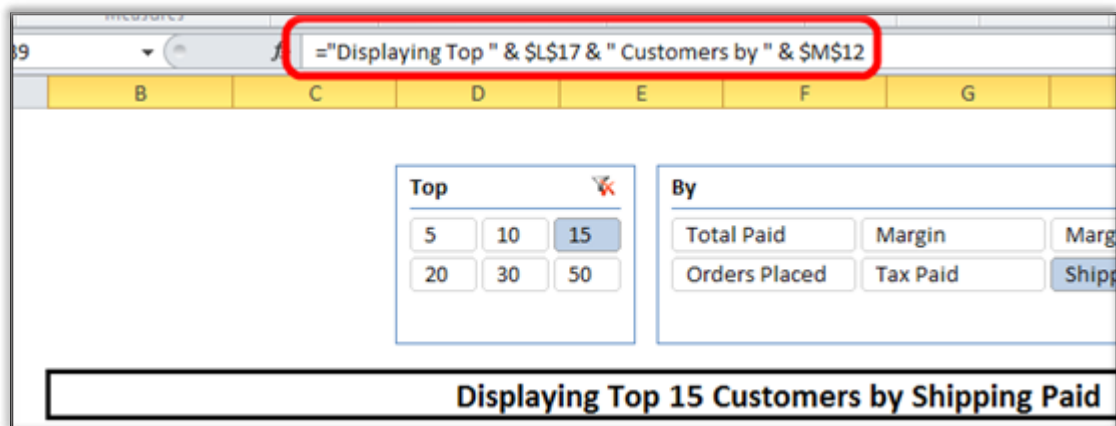 Measures
="Displaying Top " & $L$17 & " Customers by " & $M$12
B C D E F G
Top By
5 10 15 Total Paid Margin
20 30 50 Orders Placed Tax Paid
Displaying Top 15 Customers by Shipping Paid